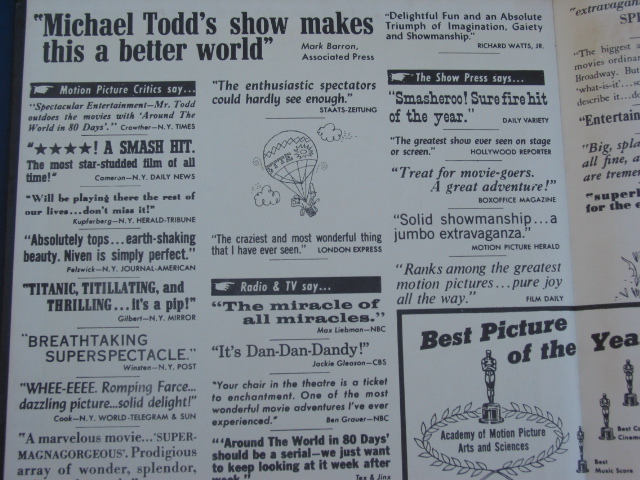 "Michael Todd's show makes
this a better world"
Mark Barron,
Associated Press
Motion Picture Critics say...
"Spectacular Entertainment—Mr. Todd
outdoes the movies with 'Around The
World in 80 Days'." Crowther—N.Y. TIMES
"★★★★! A SMASH HIT.
The most star-studded film of all
time!" Cameron—N.Y. DAILY NEWS
"Will be playing there the rest of
our lives...don't miss it!"
Kupferberg—N.Y. HERALD-TRIBUNE
"Absolutely tops...earth-shaking
beauty. Niven is simply perfect."
Pelswick—N.Y. JOURNAL-AMERICAN
"TITANIC, TITILLATING, and
THRILLING...it's a pip!"
Gilbert—N.Y. MIRROR
"BREATHTAKING
SUPERSPECTACLE."
Winsten—N.Y. POST
"WHEE-EEEE. Romping Farce...
dazzling picture...solid delight!"
Cook—N.Y. WORLD-TELEGRAM & SUN
"A marvelous movie...'SUPER-
MAGNAGORGEOUS'. Prodigious
array of wonder, splendor,
"The enthusiastic spectators
could hardly see enough."
STAATS-ZEITUNG
"The craziest and most wonderful thing
that I have ever seen." LONDON EXPRESS
Radio & TV say...
"The miracle of
all miracles."
Max Liebman—NBC
"It's Dan-Dan-Dandy!"
Jackie Gleason—CBS
"Your chair in the theatre is a ticket
to enchantment. One of the most
wonderful movie adventures I've ever
experienced." Ben Grauer—NBC
"'Around The World in 80 Days'
should be a serial—we just want
to keep looking at it week after
week."
Tex & Jinx
"Delightful Fun and an Absolute
Triumph of Imagination, Gaiety
and Showmanship."
RICHARD WATTS, JR.
The Show Press says...
"Smasheroo! Sure fire hit
of the year." DAILY VARIETY
"The greatest show ever seen on stage
or screen." HOLLYWOOD REPORTER
"Treat for movie-goers.
A great adventure!"
BOXOFFICE MAGAZINE
"Solid showmanship...a
jumbo extravaganza."
MOTION PICTURE HERALD
"Ranks among the greatest
motion pictures...pure joy
all the way." FILM DAILY
Best Picture
of the Yea
Academy of Motion Picture
Arts and Sciences
Best
Music Score
Best
"extravagan
"The biggest a
movies ordinar
Broadway. But
'what-is-it'...so
describe it...do
"Entertain
"Big, spla
all fine, a
are tremen
"superl
for the e